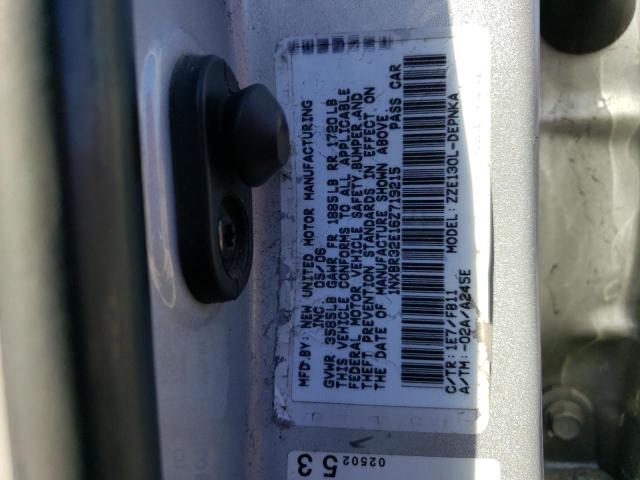 MFD.BY: NEW UNITED MOTOR MANUFACTURING
INC. 05/06
GVWR 3585LB GAWR FR 1885LB RR 1720LB
THIS VEHICLE CONFORMS TO ALL APPLICABLE
FEDERAL MOTOR VEHICLE SAFETY,BUMPER,AND
THEFT PREVENTION STANDARDS IN EFFECT ON
THE DATE OF MANUFACTURE SHOWN ABOVE.
1NXBR32E16Z719215 PASS CAR
MODEL: ZZE130L-DEPNKA
C/TR: 1E7/FB11
A/TM: -02A/A245E
02502
53